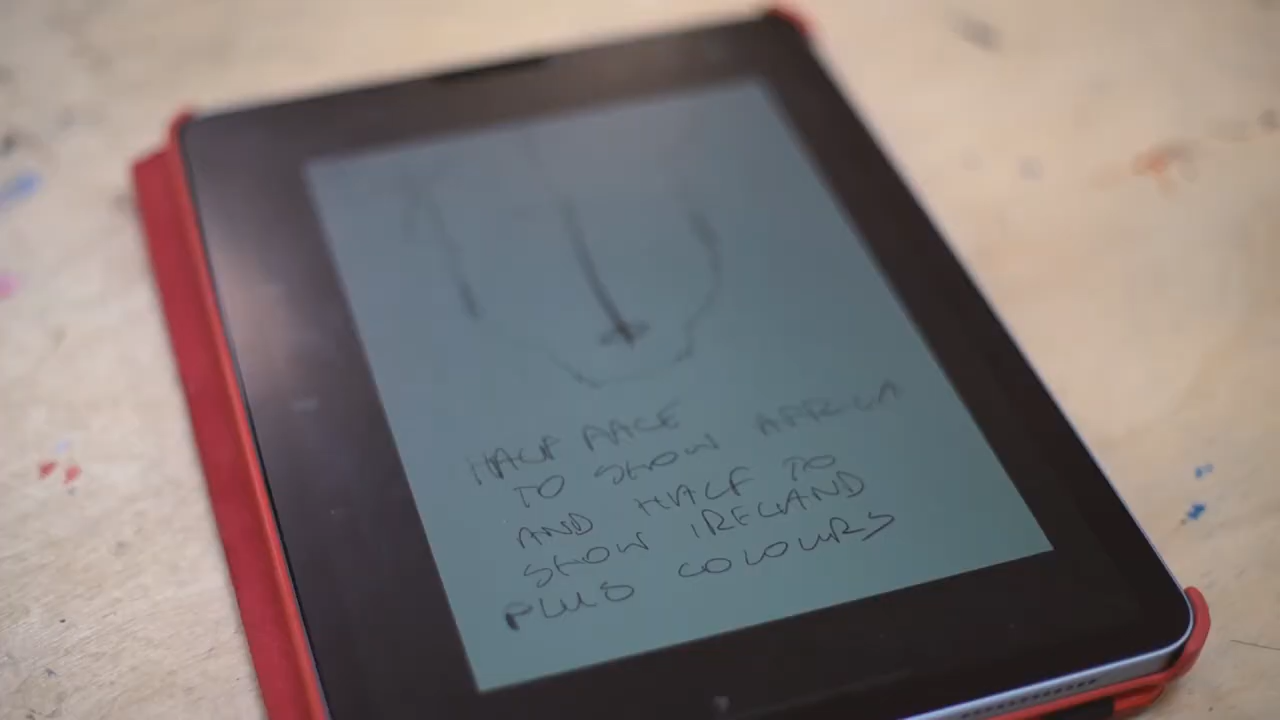 HALF FACE
TO SHOW AFRICA
AND HALF TO
SHOW IRELAND
PLUS COLOURS